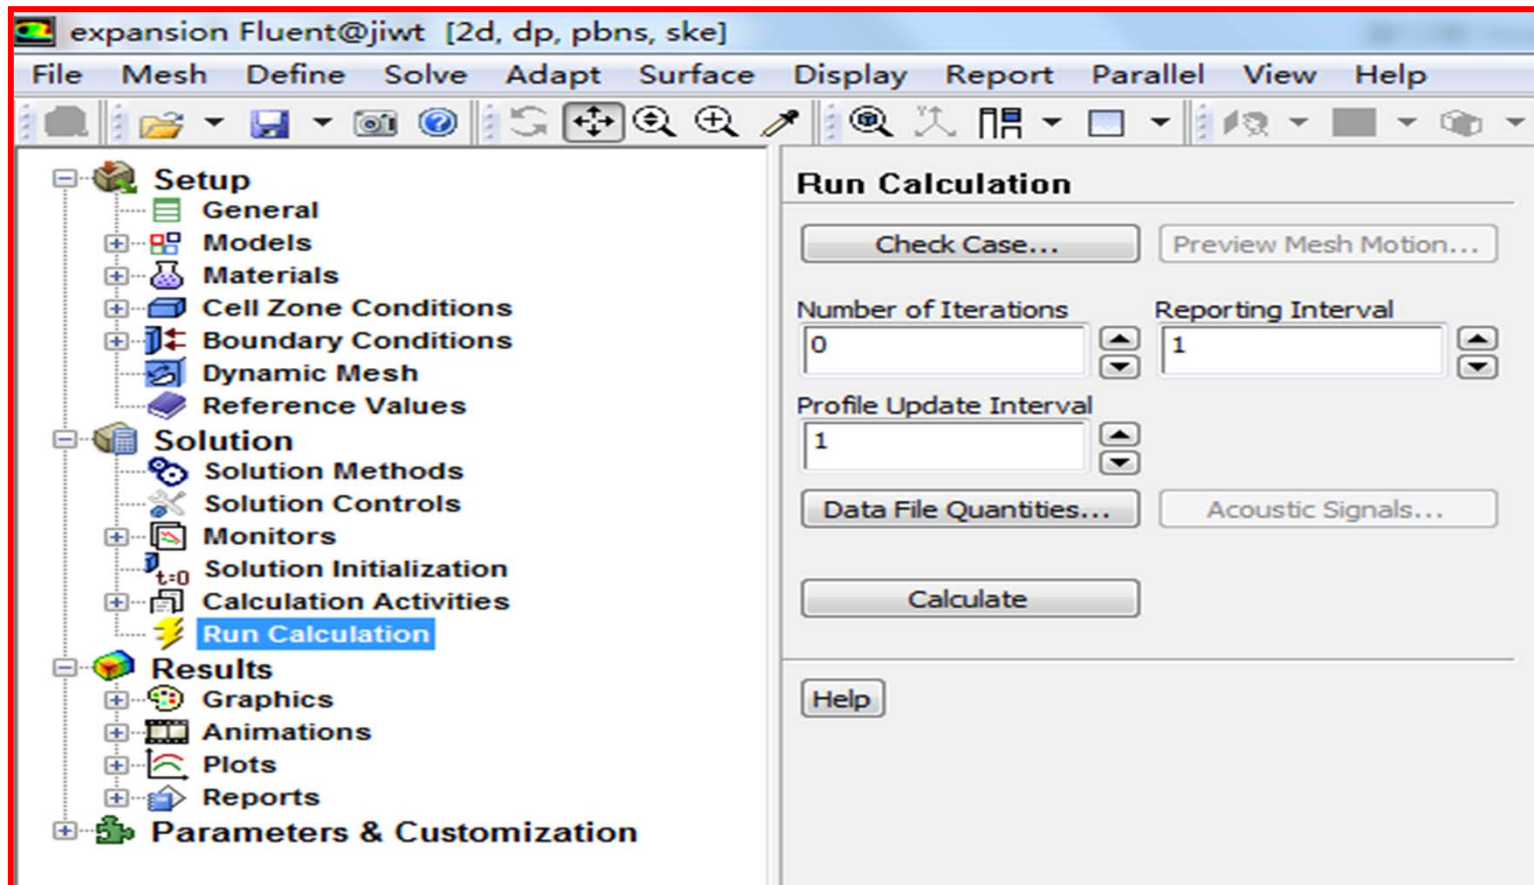 expansion Fluent@jiwt [2d, dp, pbns, ske]
File Mesh Define Solve Adapt Surface Display Report Parallel View Help
Setup
General
Models
Materials
Cell Zone Conditions
Boundary Conditions
Dynamic Mesh
Reference Values
Solution
Solution Methods
Solution Controls
Monitors
t=0 Solution Initialization
Calculation Activities
Run Calculation
Results
Graphics
Animations
Plots
Reports
Parameters & Customization
Run Calculation
Check Case... Preview Mesh Motion...
Number of Iterations Reporting Interval
0 1
Profile Update Interval
1
Data File Quantities... Acoustic Signals...
Calculate
Help